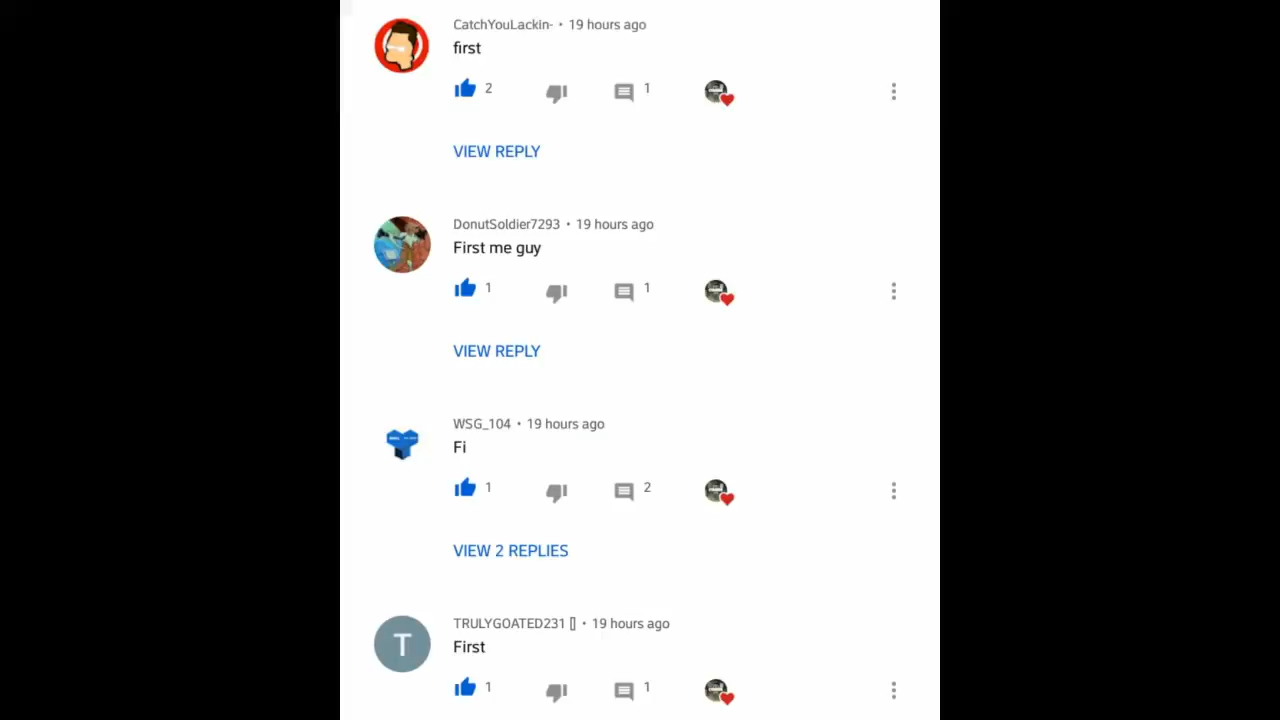 CatchYouLackin- • 19 hours ago
first
2 1
VIEW REPLY
DonutSoldier7293 • 19 hours ago
First me guy
1 1
VIEW REPLY
WSG_104 • 19 hours ago
Fi
1 2
VIEW 2 REPLIES
TRULYGOATED231 [] • 19 hours ago
T
First
1 1